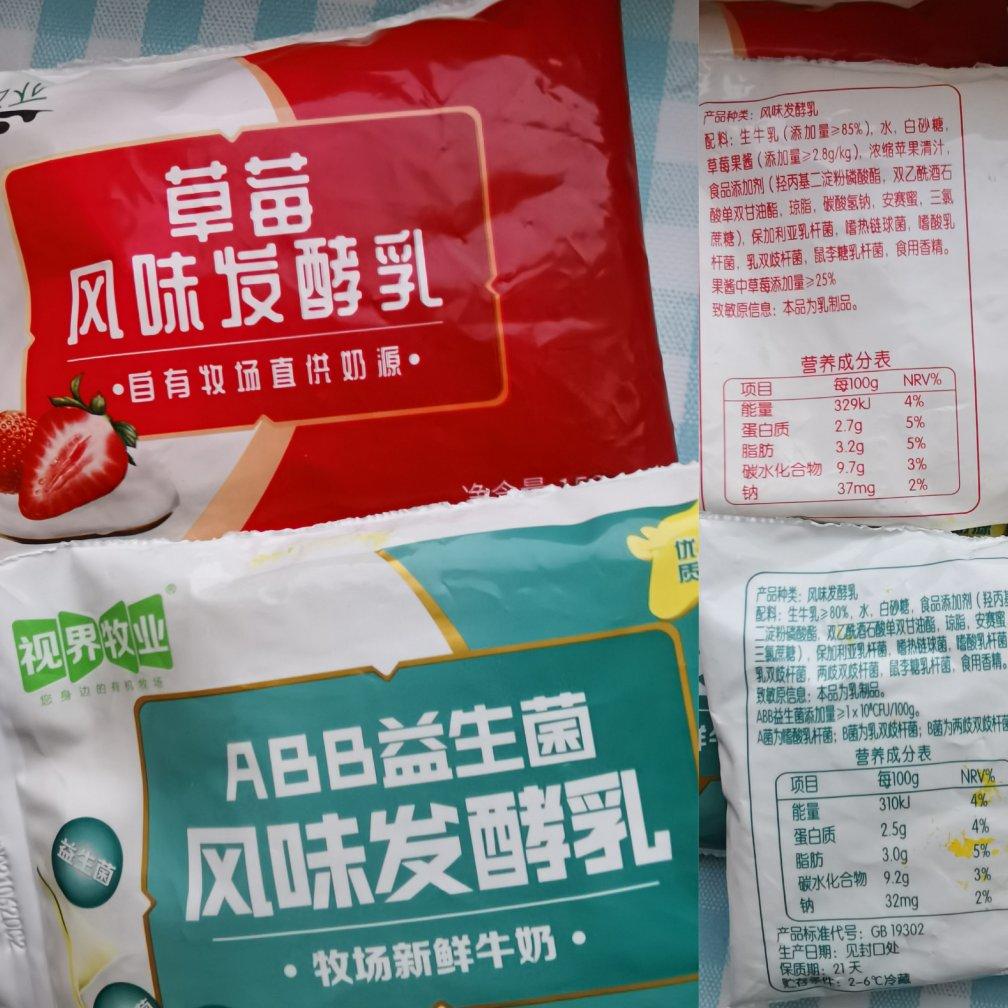 草莓
风味发酵乳
·自有牧场直供奶源·
净含量
产品种类：风味发酵乳
配料：生牛乳（添加量≥85%），水，白砂糖，
草莓果酱（添加量≥2.8g/kg），浓缩苹果清汁，
食品添加剂（羟丙基二淀粉磷酸酯，双乙酰酒石
酸单双甘油酯，琼脂，碳酸氢钠，安赛蜜，三氯
蔗糖），保加利亚乳杆菌，嗜热链球菌，嗜酸乳
杆菌，乳双歧杆菌，鼠李糖乳杆菌，食用香精。
果酱中草莓添加量≥25%
致敏原信息：本品为乳制品。
营养成分表
项目 每100g NRV%
能量 329kJ 4%
蛋白质 2.7g 5%
脂肪 3.2g 5%
碳水化合物 9.7g 3%
钠 37mg 2%
视界牧业®
您身边的有机牧场
优
质
ABB益生菌
风味发酵乳
·牧场新鲜牛奶·
益生菌
产品种类：风味发酵乳
配料：生牛乳≥80%，水，白砂糖，食品添加剂（羟丙基
二淀粉磷酸酯，双乙酰酒石酸单双甘油酯，琼脂，安赛蜜
三氯蔗糖），保加利亚乳杆菌，嗜热链球菌，嗜酸乳杆菌
乳双歧杆菌，两歧双歧杆菌，鼠李糖乳杆菌，食用香精。
致敏原信息：本品为乳制品。
ABB益生菌添加量≥1x10⁶CFU/100g。
A菌为嗜酸乳杆菌；B菌为乳双歧杆菌；B菌为两歧双歧杆菌
营养成分表
项目 每100g NRV%
能量 310kJ 4%
蛋白质 2.5g 4%
脂肪 3.0g 5%
碳水化合物 9.2g 3%
钠 32mg 2%
产品标准代号：GB 19302
生产日期：见封口处
保质期：21天
贮存条件：2-6℃冷藏